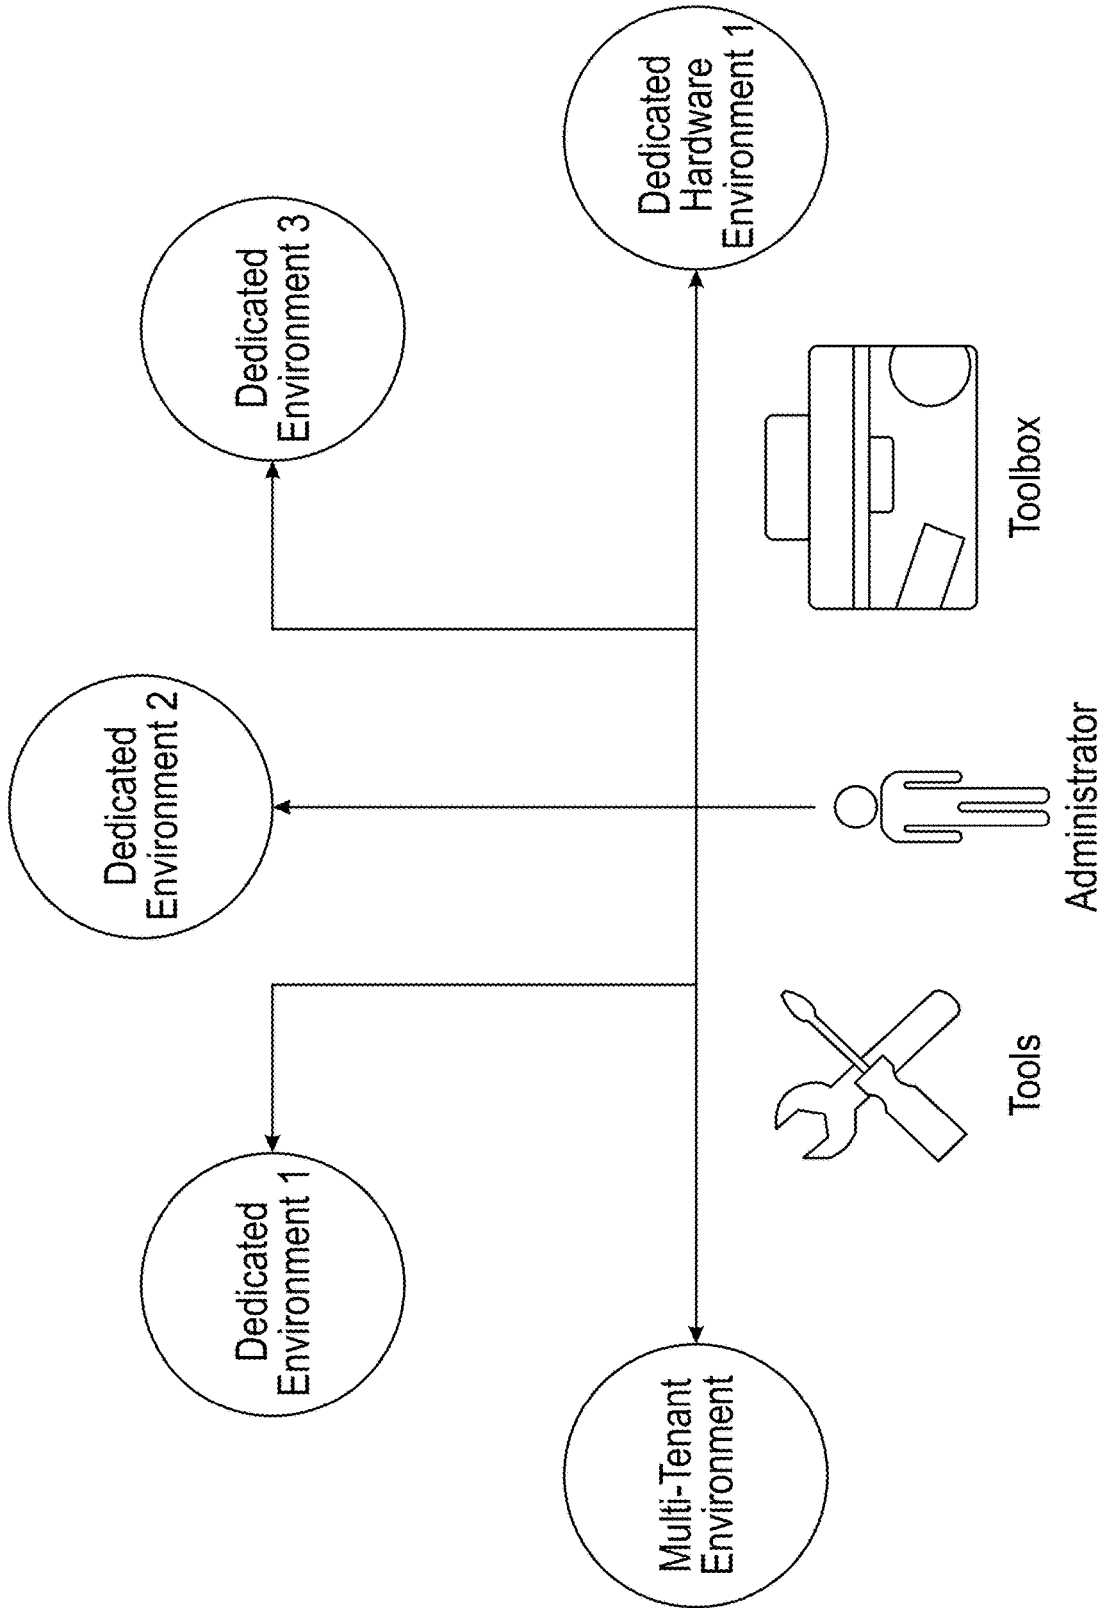 Dedicated
Environment 2
Dedicated
Environment 1
Dedicated
Environment 3
Multi-Tenant
Environment
Dedicated
Hardware
Environment 1
Tools
Administrator
Toolbox